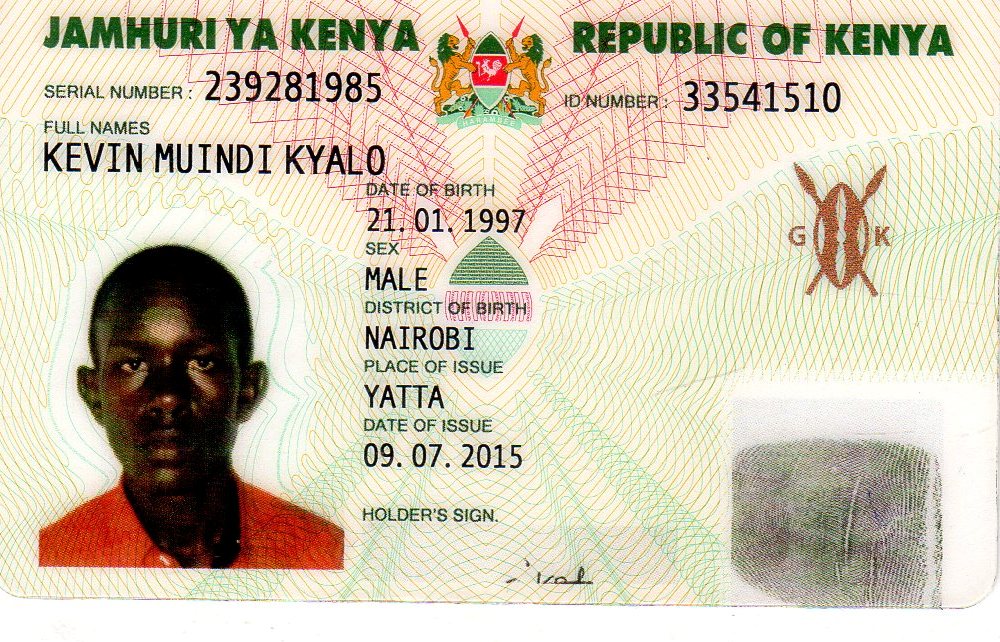 JAMHURI YA KENYA REPUBLIC OF KENYA
SERIAL NUMBER : 239281985 ID NUMBER : 33541510
HARAMBEE
FULL NAMES
KEVIN MUINDI KYALO
DATE OF BIRTH
21. 01. 1997
SEX
G K
MALE
DISTRICT OF BIRTH
NAIROBI
PLACE OF ISSUE
YATTA
DATE OF ISSUE
09. 07. 2015
HOLDER'S SIGN.